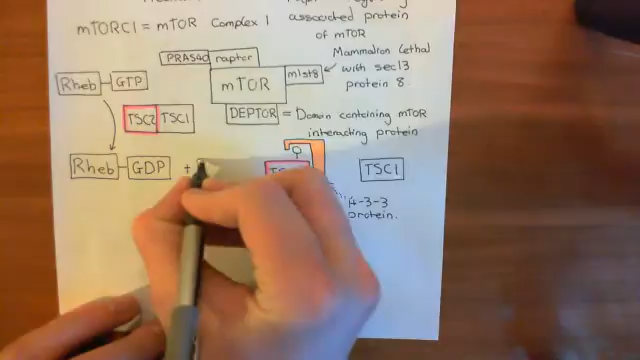 mTORC1 = mTOR Complex 1
associated protein
of mTOR
PRAS40 raptor
Mammalian Lethal
with sec13
protein 8.
Rheb GTP
mTOR
mlst8
TSC2 TSC1
DEPTOR = Domain containing mTOR
interacting protein
Rheb GDP +
TSC1
14-3-3
protein.